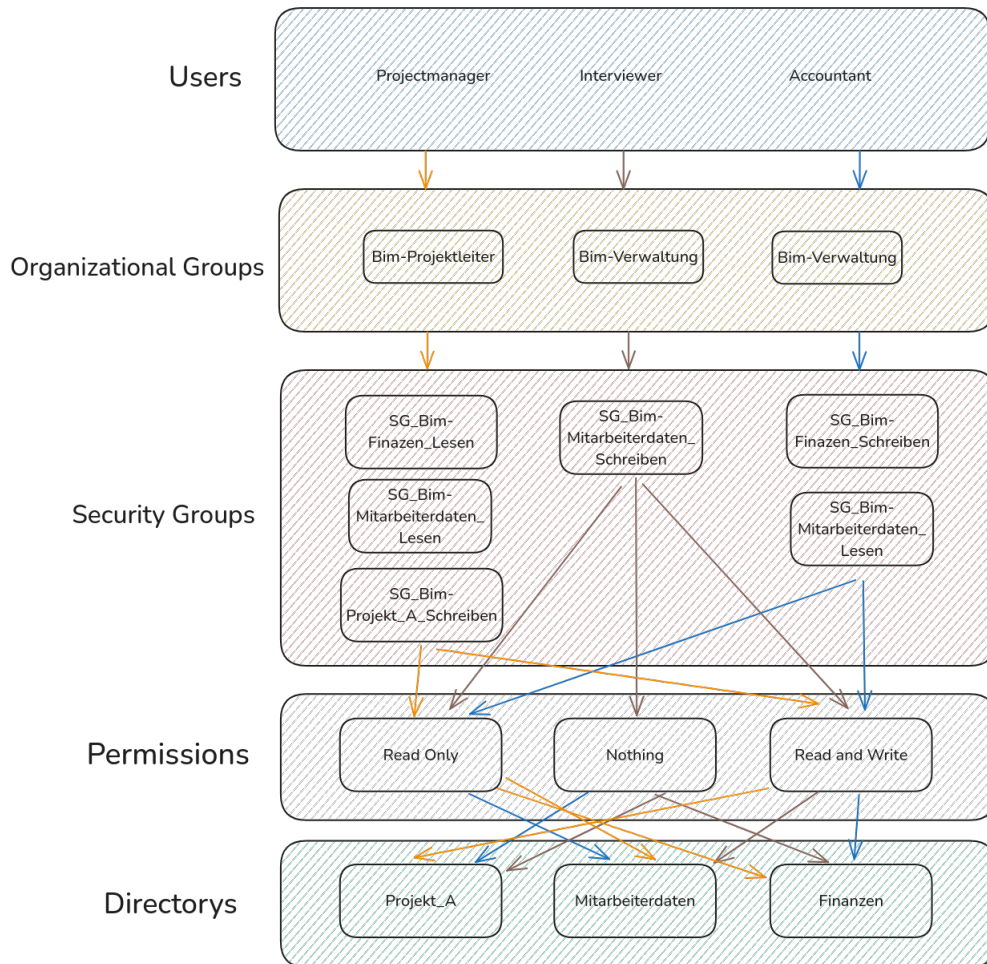 Users
Projectmanager
Interviewer
Accountant
Organizational Groups
Bim-Projektleiter
Bim-Verwaltung
Bim-Verwaltung
Security Groups
SG_Bim-
Finazen_Lesen
SG_Bim-
Mitarbeiterdaten_
Schreiben
SG_Bim-
Finazen_Schreiben
SG_Bim-
Mitarbeiterdaten_
Lesen
SG_Bim-
Mitarbeiterdaten_
Lesen
SG_Bim-
Projekt_A_Schreiben
Permissions
Read Only
Nothing
Read and Write
Directorys
Projekt_A
Mitarbeiterdaten
Finanzen